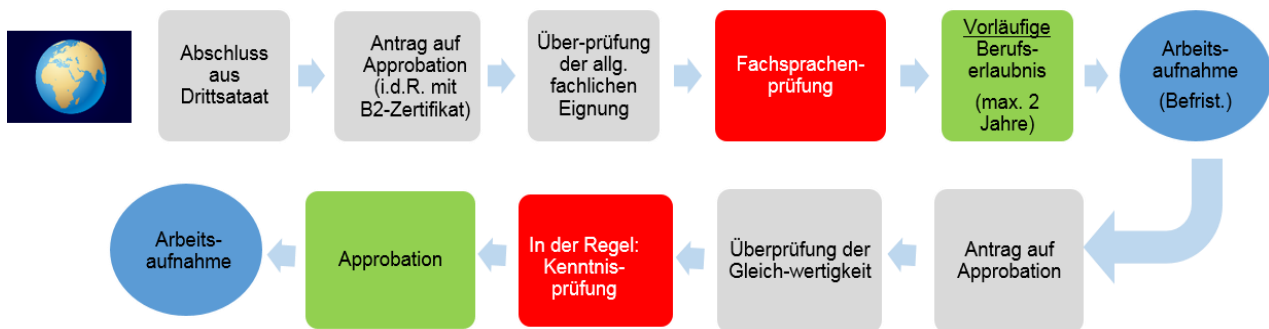 Abschluss
aus
Drittsataat
Antrag auf
Approbation
(i.d.R. mit
B2-Zertifikat)
Über-prüfung
der allg.
fachlichen
Eignung
Fachsprachen-
prüfung
Vorläufige
Berufs-
erlaubnis
(max. 2
Jahre)
Arbeits-
aufnahme
(Befrist.)
Antrag auf
Approbation
Überprüfung der
Gleich-wertigkeit
In der Regel:
Kenntnis-
prüfung
Approbation
Arbeits-
aufnahme